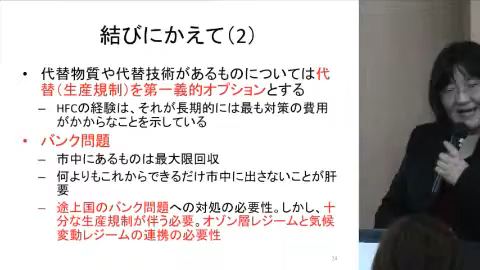 結びにかえて(2)
• 代替物質や代替技術があるものについては代
替(生産規制)を第一義的オプションとする
– HFCの経験は、それが長期的には最も対策の費用
がかからなことを示している
• バンク問題
– 市中にあるものは最大限回収
– 何よりもこれからできるだけ市中に出さないことが肝
要
– 途上国のバンク問題への対処の必要性。しかし、十
分な生産規制が伴う必要。オゾン層レジームと気候
変動レジームの連携の必要性